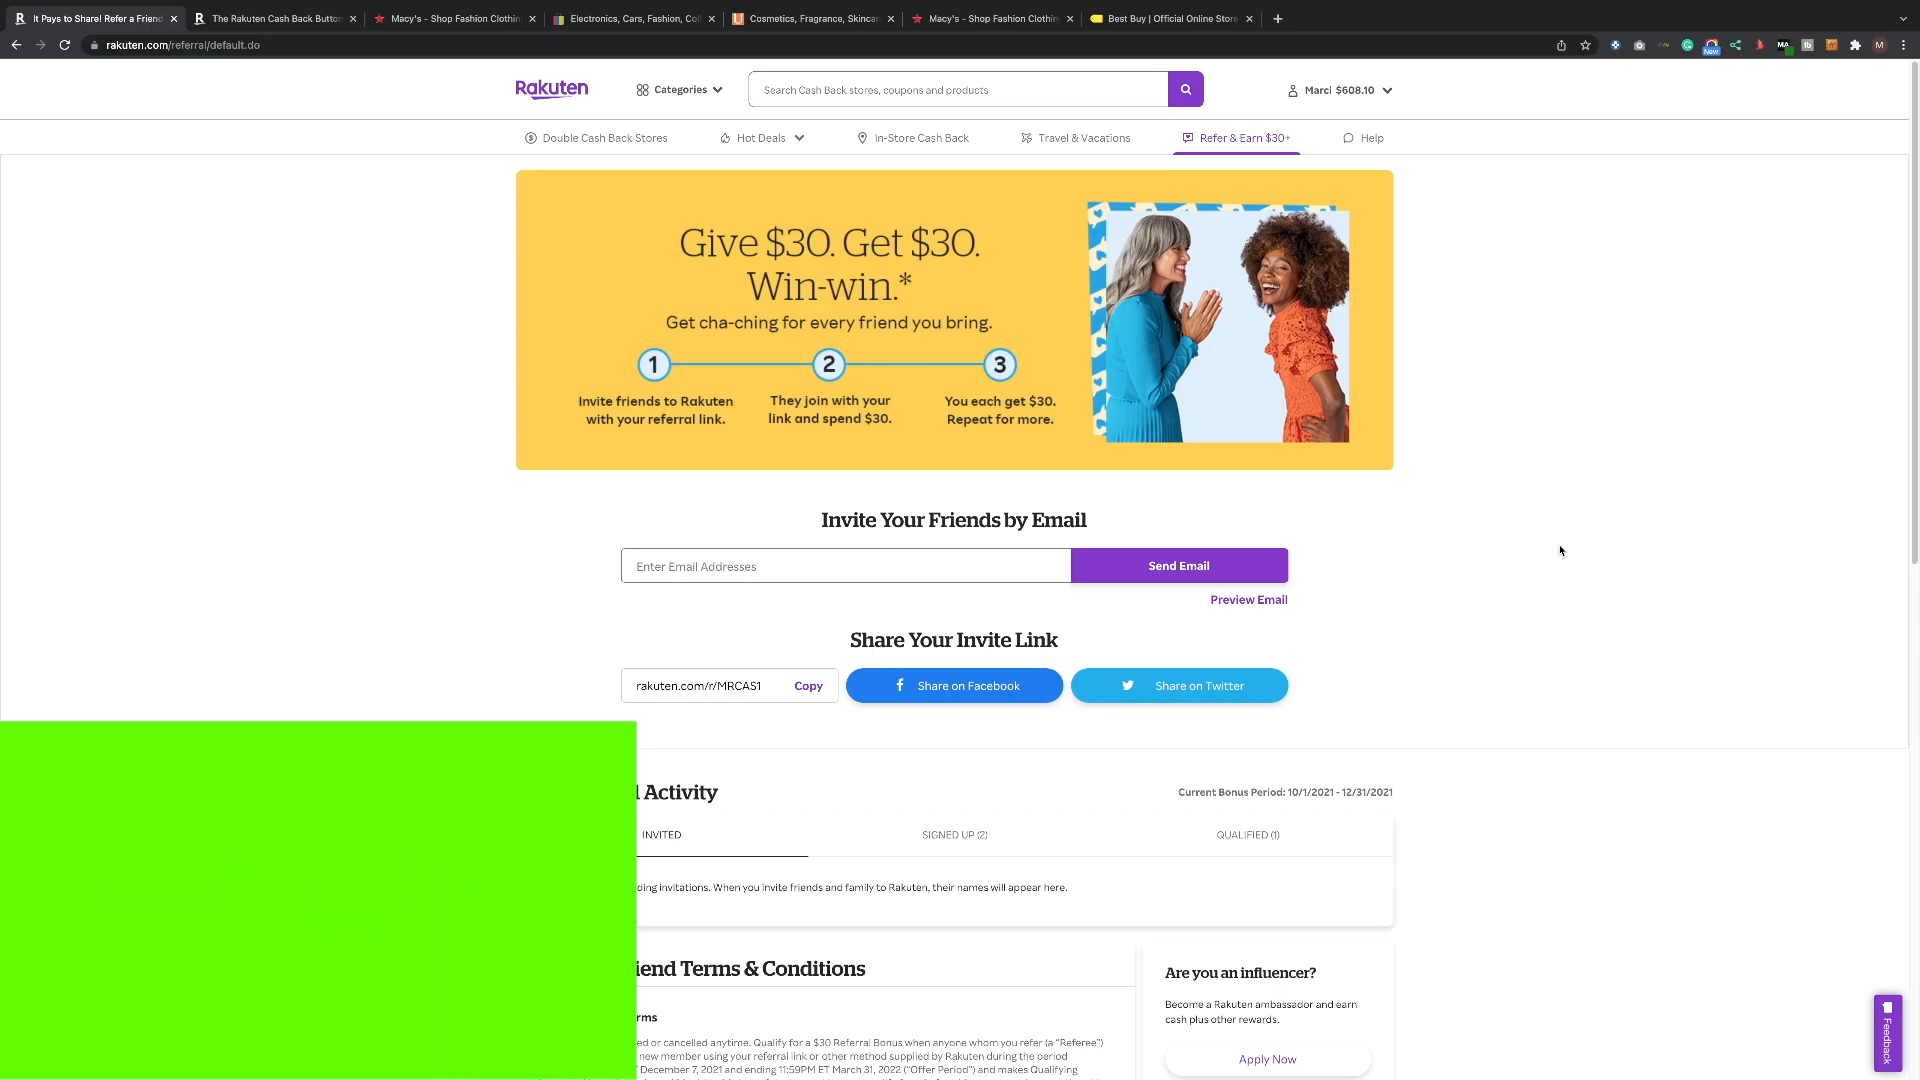 It Pays to Share! Refer a Friend
The Rakuten Cash Back Button
Macy's - Shop Fashion Clothin
Electronics, Cars, Fashion, Col
Cosmetics, Fragrance, Skincar
Macy's - Shop Fashion Clothin
Best Buy | Official Online Store
rakuten.com/referral/default.do
New
M
Rakuten
Categories
Search Cash Back stores, coupons and products
Marci $608.10
Double Cash Back Stores
Hot Deals
In-Store Cash Back
Travel & Vacations
Refer & Earn $30+
Help
Give $30. Get $30.
Win-win.*
Get cha-ching for every friend you bring.
1
2
3
Invite friends to Rakuten
with your referral link.
They join with your
link and spend $30.
You each get $30.
Repeat for more.
Invite Your Friends by Email
Enter Email Addresses
Send Email
Preview Email
Share Your Invite Link
rakuten.com/r/MRCAS1
Copy
Share on Facebook
Share on Twitter
l Activity
Current Bonus Period: 10/1/2021 - 12/31/2021
INVITED
SIGNED UP (2)
QUALIFIED (1)
ding invitations. When you invite friends and family to Rakuten, their names will appear here.
iend Terms & Conditions
rms
ed or cancelled anytime. Qualify for a $30 Referral Bonus when anyone whom you refer (a "Referee")
new member using your referral link or other method supplied by Rakuten during the period
December 7, 2021 and ending 11:59PM ET March 31, 2022 ("Offer Period") and makes Qualifying
Are you an influencer?
Become a Rakuten ambassador and earn
cash plus other rewards.
Apply Now
Feedback